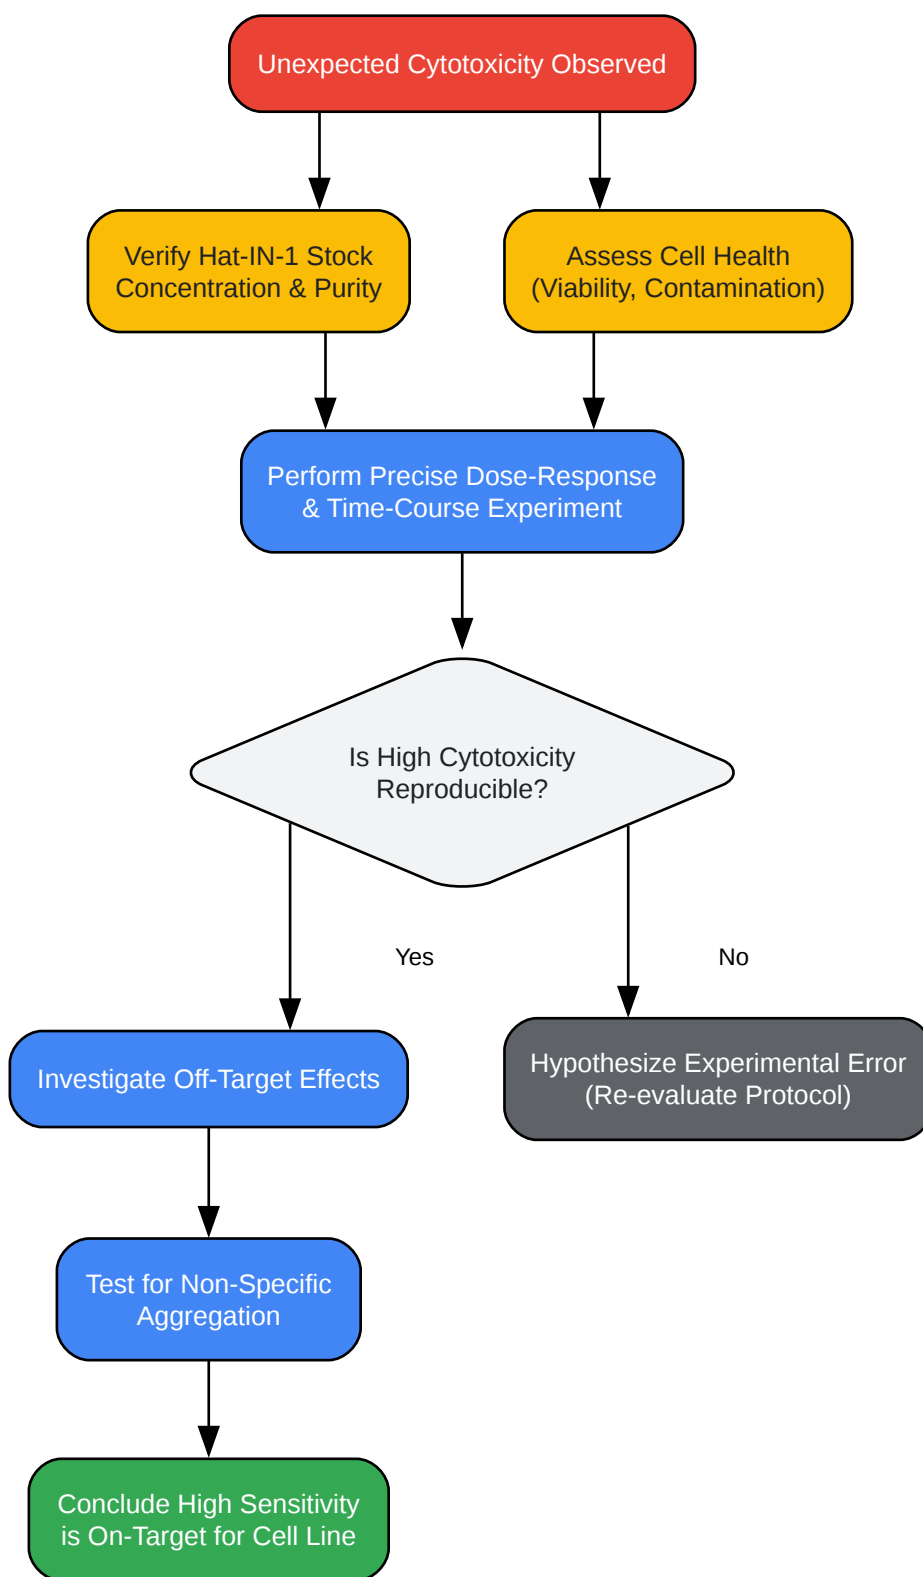 Unexpected Cytotoxicity Observed
Verify Hat-IN-1 Stock
Concentration & Purity
Assess Cell Health
(Viability, Contamination)
Perform Precise Dose-Response
& Time-Course Experiment
Is High Cytotoxicity
Reproducible?
Yes
No
Investigate Off-Target Effects
Hypothesize Experimental Error
(Re-evaluate Protocol)
Test for Non-Specific
Aggregation
Conclude High Sensitivity
is On-Target for Cell Line